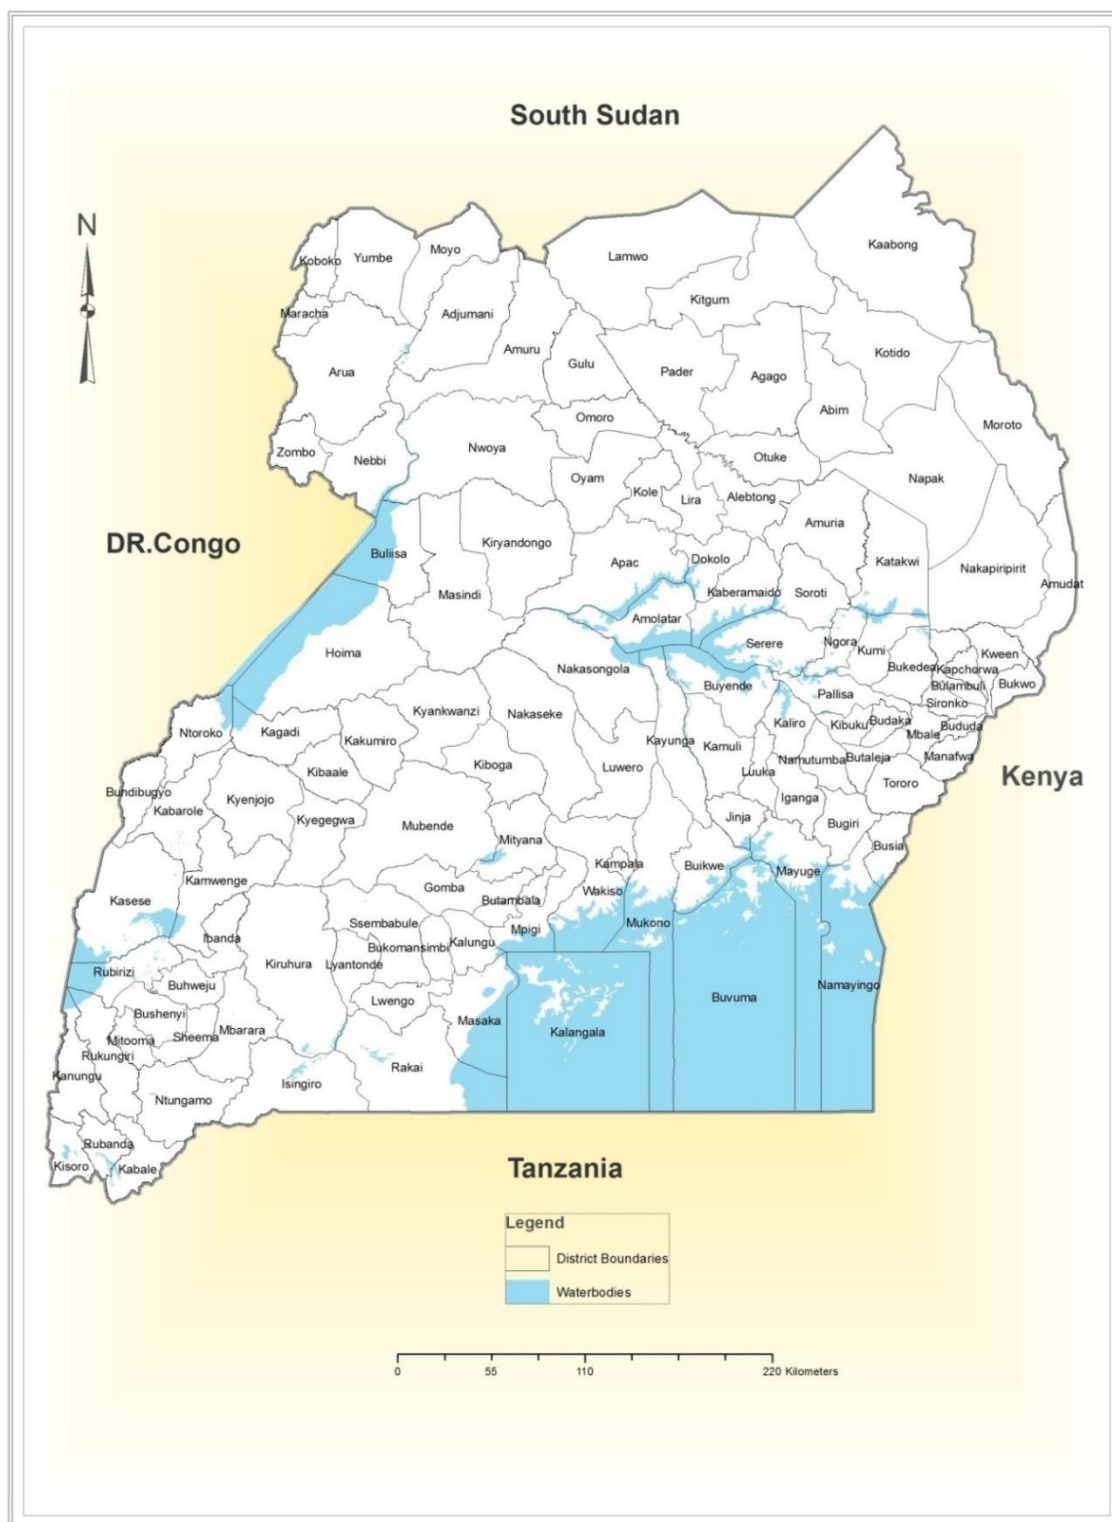 South Sudan
N
Kaabong
Koboko
Yumbe
Moyo
Lamwo
Kitgum
Maracha
Adjumani
Amuru
Gulu
Pader
Agago
Kotido
Arua
Abim
Omoro
Moroto
Zombo
Nebbi
Nwoya
Otuke
Oyam
Kole
Lira
Alebtong
Napak
DR.Congo
Buliisa
Kiryandongo
Masindi
Apac
Dokolo
Amuria
Katakwi
Nakapiripirit
Amudat
Kaberamaido
Soroti
Amolatar
Hoima
Serere
Ngora
Kumi
Kween
Nakasongola
Bukedea
Kapchorwa
Buyende
Pallisa
Bulambuli
Bukwo
Sironko
Kyankwanzi
Nakaseke
Ntoroko
Kagadi
Kakumiro
Kayunga
Kamuli
Kaliro
Kibuku
Budaka
Mbale
Bududa
Kibaale
Kiboga
Luwero
Luuka
Namutumba
Butaleja
Manafwa
Kenya
Bundibugyo
Kabarole
Kyenjojo
Kyegegwa
Mubende
Mityana
Iganga
Tororo
Jinja
Bugiri
Busia
Kasese
Kamwenge
Gomba
Kampala
Buikwe
Mayuge
Wakiso
Butambala
Ssembabule
Mpigi
Mukono
Ibanda
Bukomansimbi
Kalungu
Kiruhura
Lyantonde
Rubirizi
Buhweju
Lwengo
Buvuma
Namayingo
Bushenyi
Mitooma
Sheema
Mbarara
Masaka
Kalangala
Rukungiri
Kanungu
Rakai
Isingiro
Ntungamo
Rubanda
Kisoro
Kabale
Tanzania
Legend
District Boundaries
Waterbodies
0 55 110 220 Kilometers